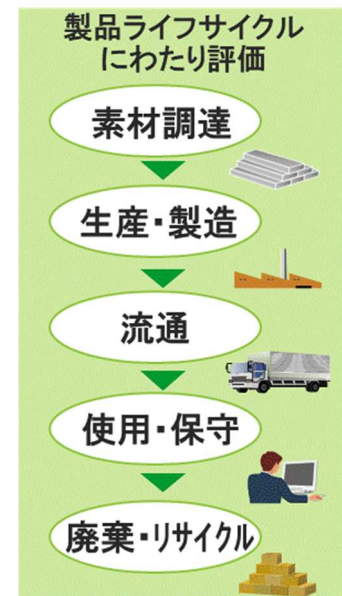 製品ライフサイクル
にわたり評価
素材調達
生産・製造
流通
使用・保守
廃棄・リサイクル